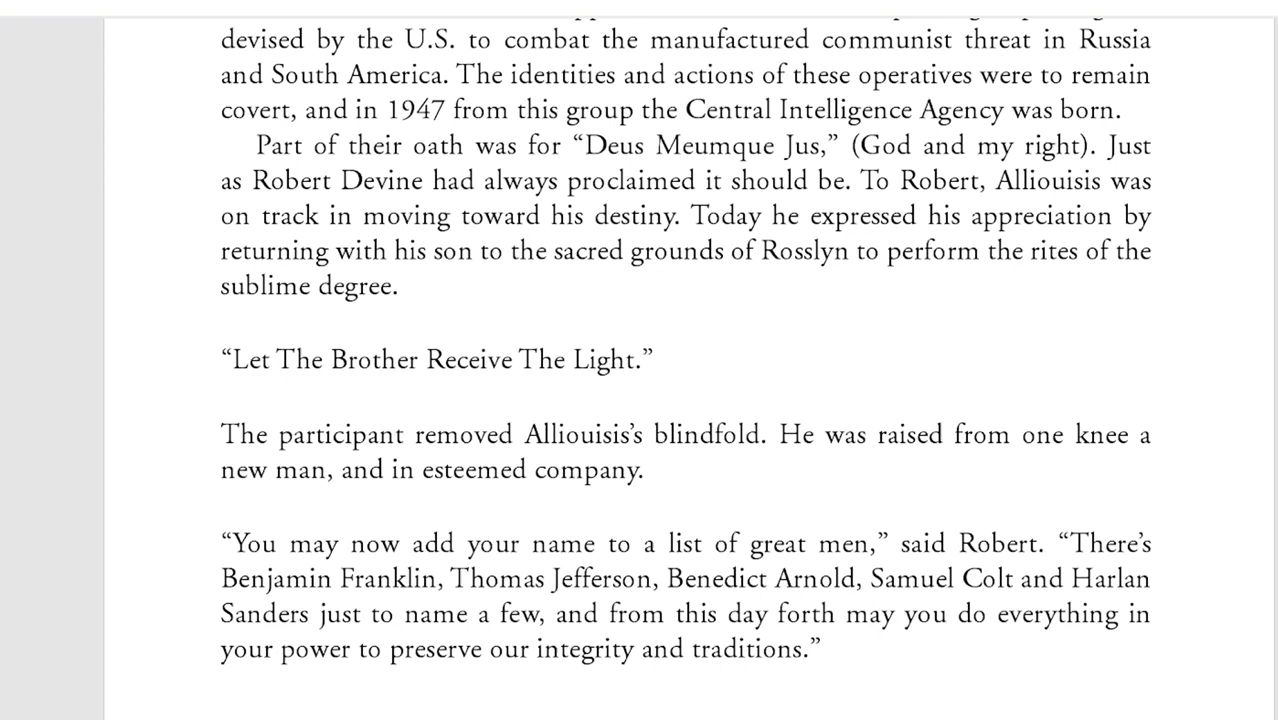 devised by the U.S. to combat the manufactured communist threat in Russia
and South America. The identities and actions of these operatives were to remain
covert, and in 1947 from this group the Central Intelligence Agency was born.
Part of their oath was for “Deus Meumque Jus,” (God and my right). Just
as Robert Devine had always proclaimed it should be. To Robert, Alliouisis was
on track in moving toward his destiny. Today he expressed his appreciation by
returning with his son to the sacred grounds of Rosslyn to perform the rites of the
sublime degree.
“Let The Brother Receive The Light.”
The participant removed Alliouisis’s blindfold. He was raised from one knee a
new man, and in esteemed company.
“You may now add your name to a list of great men,” said Robert. “There’s
Benjamin Franklin, Thomas Jefferson, Benedict Arnold, Samuel Colt and Harlan
Sanders just to name a few, and from this day forth may you do everything in
your power to preserve our integrity and traditions.”